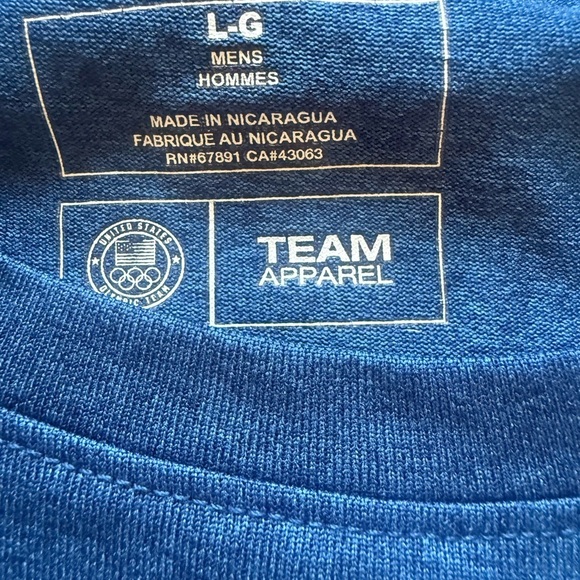 L-G
MENS
HOMMES
MADE IN NICARAGUA
FABRIQUE AU NICARAGUA
RN#67891 CA#43063
UNITED STATES
OLYMPIC TEAM
TEAM
APPAREL